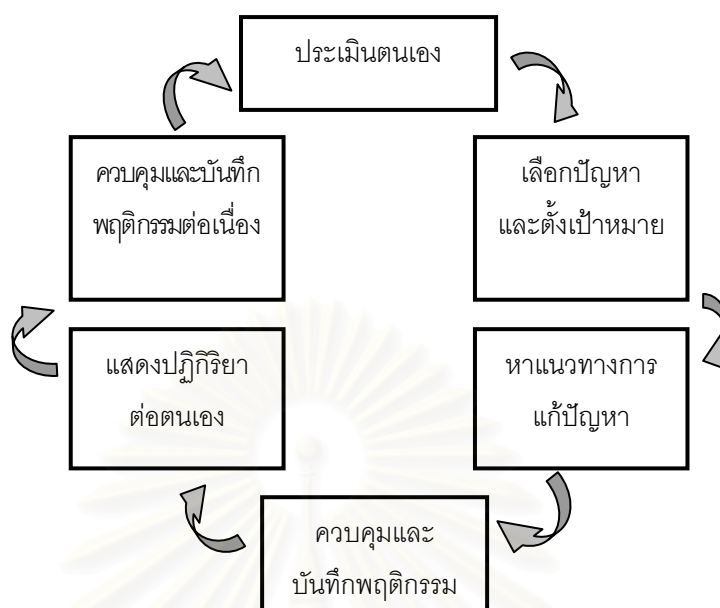 ประเมินตนเอง
เลือกปัญหา
และตั้งเป้าหมาย
หาแนวทางการ
แก้ปัญหา
ควบคุมและ
บันทึกพฤติกรรม
แสดงปฏิกิริยา
ต่อตนเอง
ควบคุมและบันทึก
พฤติกรรมต่อเนื่อง